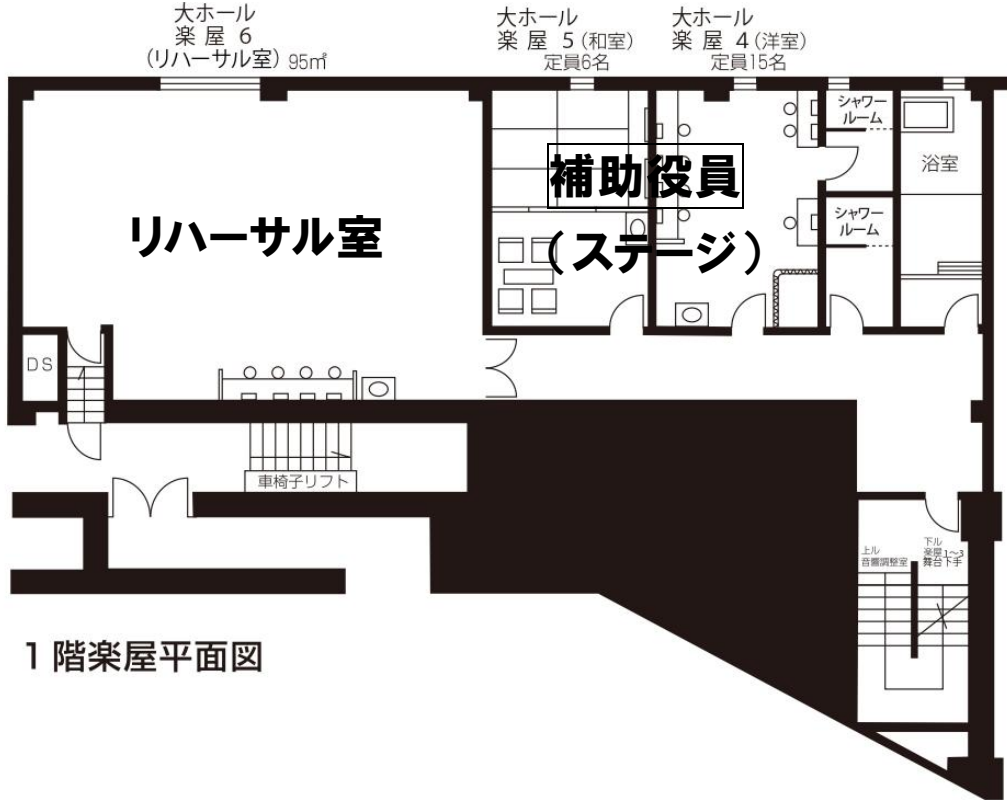 大ホール
楽屋 6
(リハーサル室) 95㎡
大ホール
楽屋 5 (和室)
定員6名
大ホール
楽屋 4 (洋室)
定員15名
シャワー
ルーム
浴室
補助役員
(ステージ)
リハーサル室
シャワー
ルーム
DS
車椅子リフト
上ル
音響調整室
下ル
楽屋1〜3
舞台下手
1階楽屋平面図